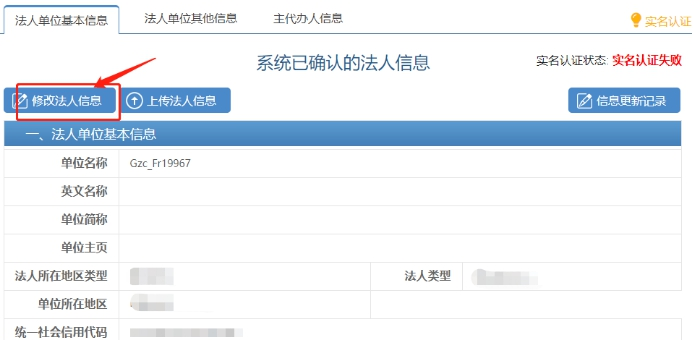 法人单位基本信息 法人单位其他信息 主代办人信息
实名认证
系统已确认的法人信息 实名认证状态: 实名认证失败
修改法人信息 上传法人信息 信息更新记录
一、法人单位基本信息
单位名称 Gzc_Fr19967
英文名称
单位简称
单位主页
法人所在地区类型 法人类型
单位所在地区
统一社会信用代码